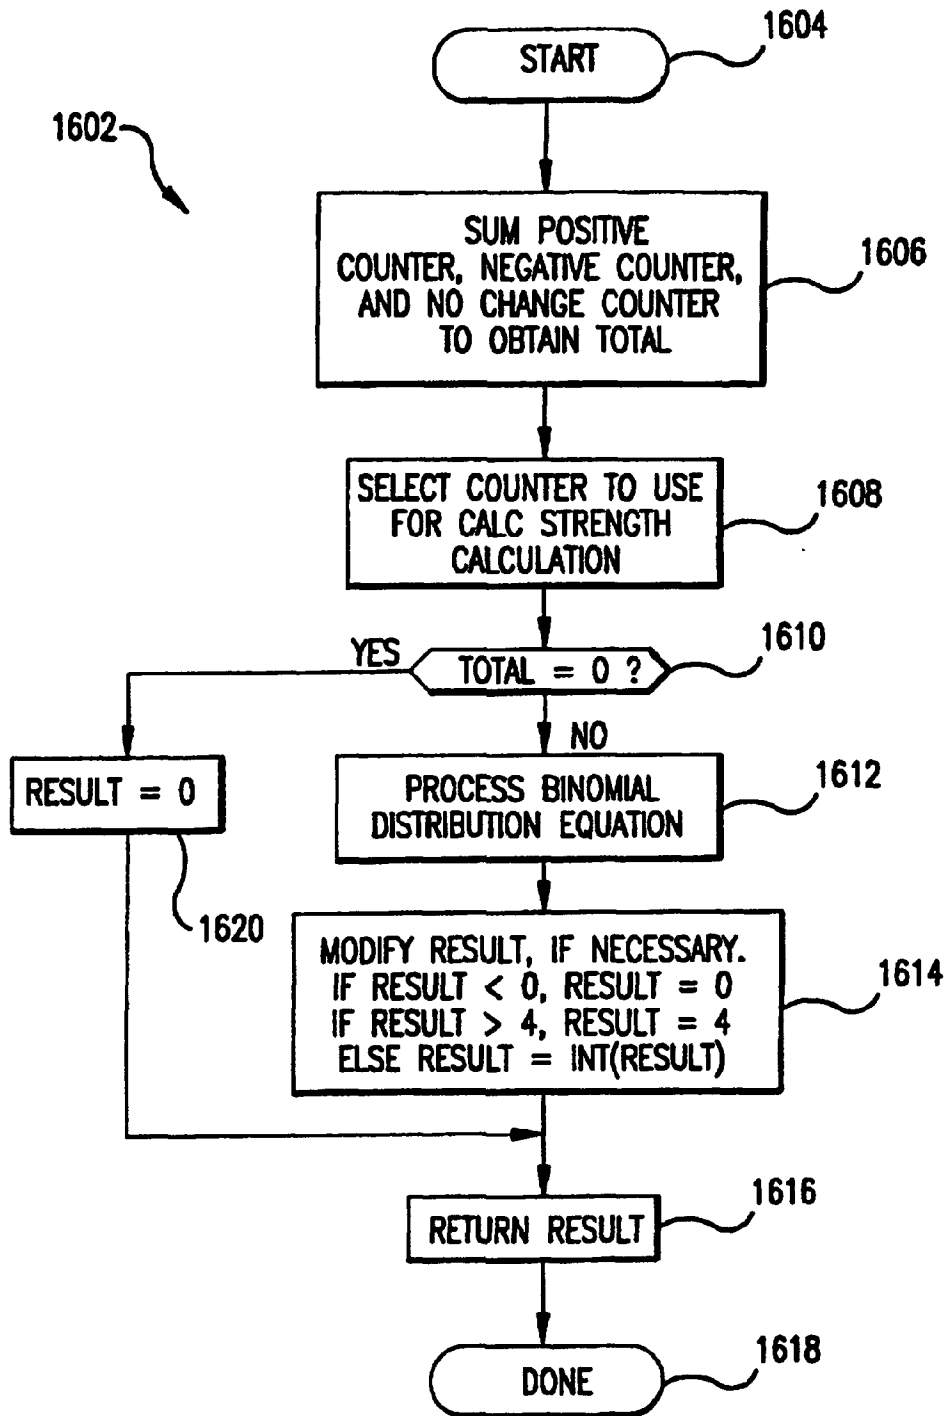 START
1604
1602
SUM POSITIVE
COUNTER, NEGATIVE COUNTER,
AND NO CHANGE COUNTER
TO OBTAIN TOTAL
1606
SELECT COUNTER TO USE
FOR CALC STRENGTH
CALCULATION
1608
TOTAL = 0 ?
1610
YES
NO
RESULT = 0
1620
PROCESS BINOMIAL
DISTRIBUTION EQUATION
1612
MODIFY RESULT, IF NECESSARY.
IF RESULT < 0, RESULT = 0
IF RESULT > 4, RESULT = 4
ELSE RESULT = INT(RESULT)
1614
RETURN RESULT
1616
DONE
1618